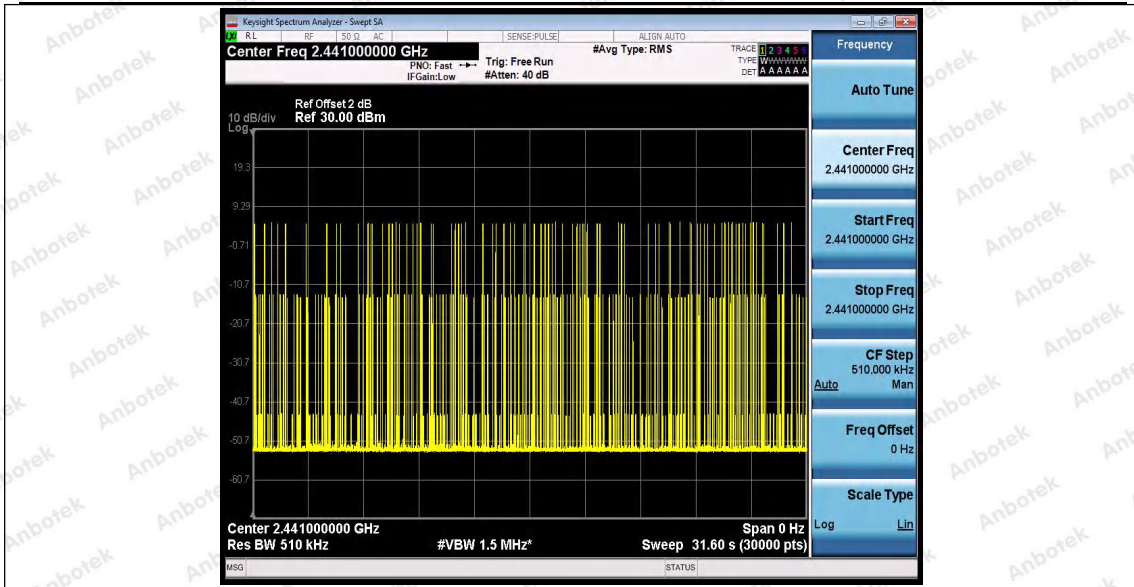 Keysight Spectrum Analyzer - Swept SA
RL RF 50 Ω AC SENSE:PULSE ALIGN AUTO
Center Freq 2.441000000 GHz
PNO: Fast
IFGain:Low
Trig: Free Run
#Atten: 40 dB
#Avg Type: RMS
TRACE 1 2 3 4 5 6
TYPE WWWWWW
DET A A A A A A
Ref Offset 2 dB
10 dB/div Ref 30.00 dBm
Log
19.3
9.29
-0.71
-10.7
-20.7
-30.7
-40.7
-50.7
-60.7
Center 2.441000000 GHz Span 0 Hz
Res BW 510 kHz #VBW 1.5 MHz* Sweep 31.60 s (30000 pts)
MSG STATUS
Frequency
Auto Tune
Center Freq
2.441000000 GHz
Start Freq
2.441000000 GHz
Stop Freq
2.441000000 GHz
CF Step
510.000 kHz
Auto Man
Freq Offset
0 Hz
Scale Type
Log Lin
Anbotek